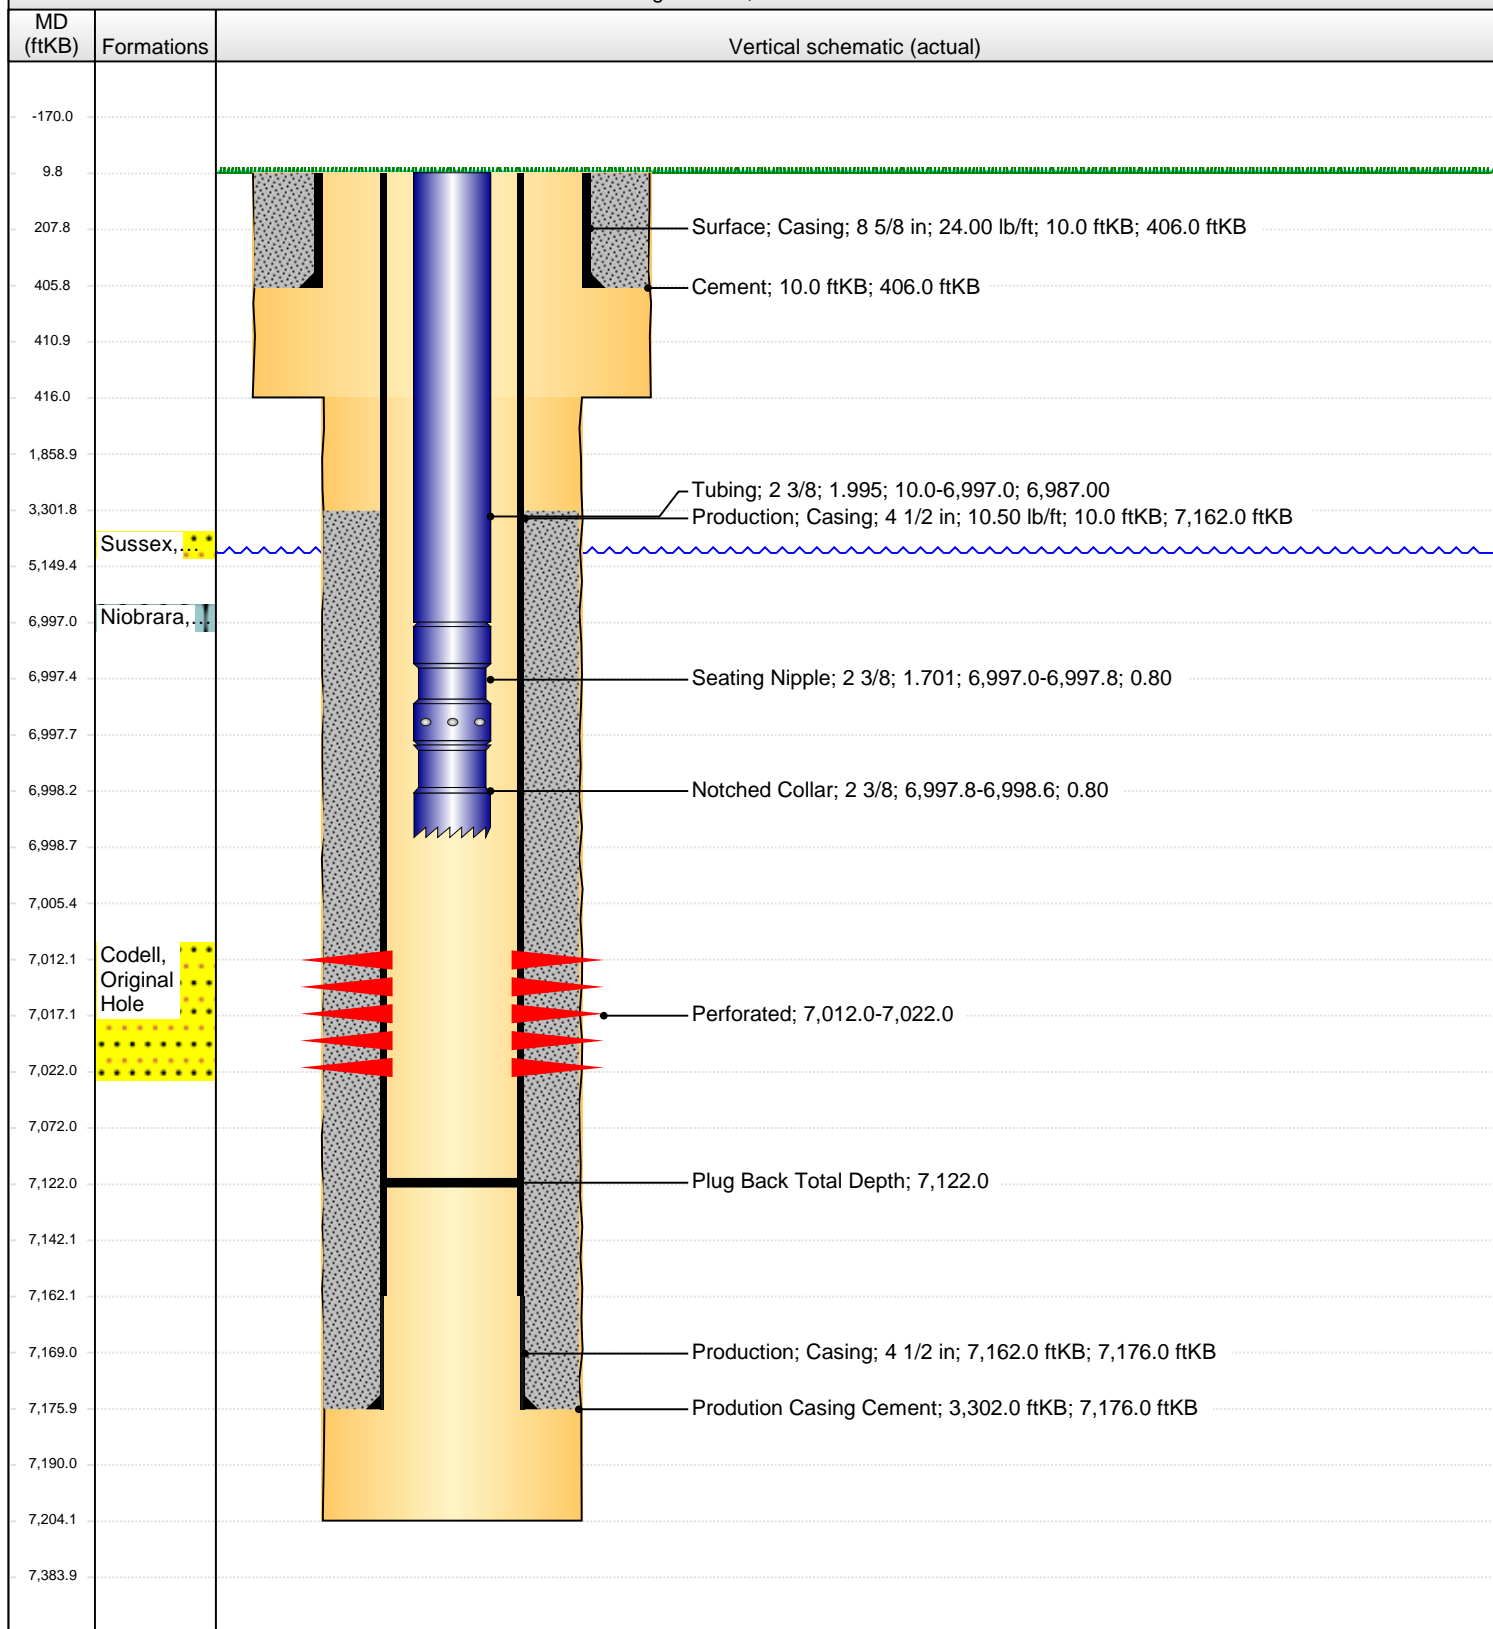 MD
(ftKB)
Formations
Vertical schematic (actual)
-170.0
9.8
207.8
Surface; Casing; 8 5/8 in; 24.00 lb/ft; 10.0 ftKB; 406.0 ftKB
405.8
Cement; 10.0 ftKB; 406.0 ftKB
410.9
416.0
1,858.9
Tubing; 2 3/8; 1.995; 10.0-6,997.0; 6,987.00
3,301.8
Production; Casing; 4 1/2 in; 10.50 lb/ft; 10.0 ftKB; 7,162.0 ftKB
Sussex,...
5,149.4
Niobrara,...
6,997.0
6,997.4
Seating Nipple; 2 3/8; 1.701; 6,997.0-6,997.8; 0.80
6,997.7
6,998.2
Notched Collar; 2 3/8; 6,997.8-6,998.6; 0.80
6,998.7
7,005.4
Codell,
Original
Hole
7,012.1
7,017.1
Perforated; 7,012.0-7,022.0
7,022.0
7,072.0
7,122.0
Plug Back Total Depth; 7,122.0
7,142.1
7,162.1
7,169.0
Production; Casing; 4 1/2 in; 7,162.0 ftKB; 7,176.0 ftKB
7,175.9
Prodution Casing Cement; 3,302.0 ftKB; 7,176.0 ftKB
7,190.0
7,204.1
7,383.9